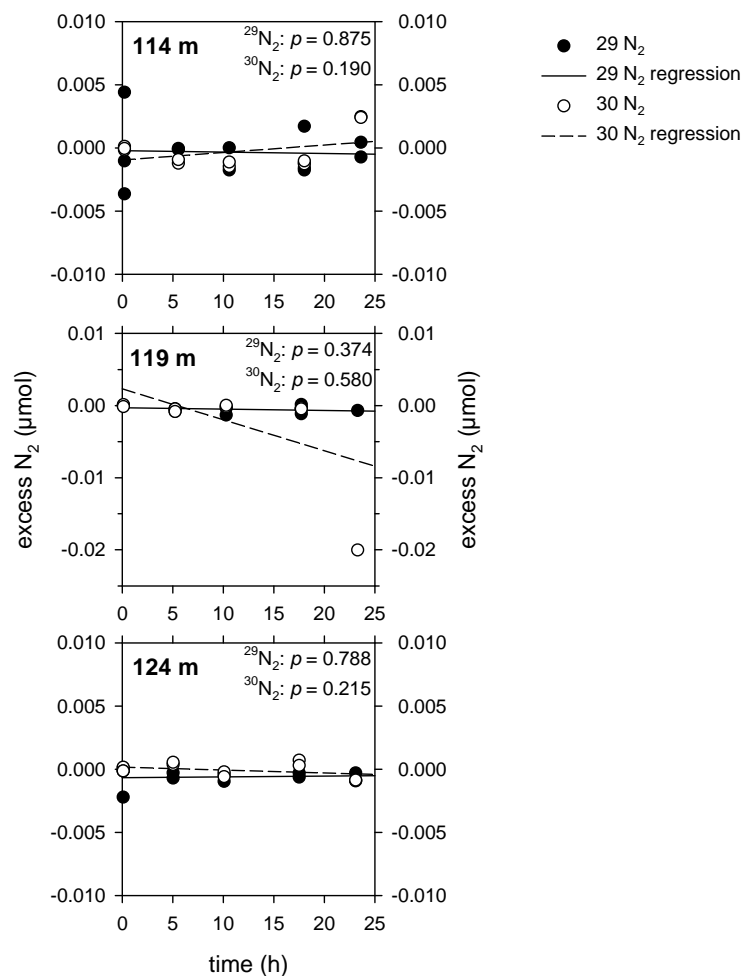 114 m
²⁹N₂: p = 0.875
³⁰N₂: p = 0.190
0.010
0.005
0.000
-0.005
-0.010
0.010
0.005
0.000
-0.005
-0.010
0 5 10 15 20 25
29 N₂
29 N₂ regression
30 N₂
30 N₂ regression
119 m
²⁹N₂: p = 0.374
³⁰N₂: p = 0.580
0.01
0.00
-0.01
-0.02
0.01
0.00
-0.01
-0.02
0 5 10 15 20 25
excess N₂ (µmol)
excess N₂ (µmol)
124 m
²⁹N₂: p = 0.788
³⁰N₂: p = 0.215
0.010
0.005
0.000
-0.005
-0.010
0.010
0.005
0.000
-0.005
-0.010
0 5 10 15 20 25
time (h)